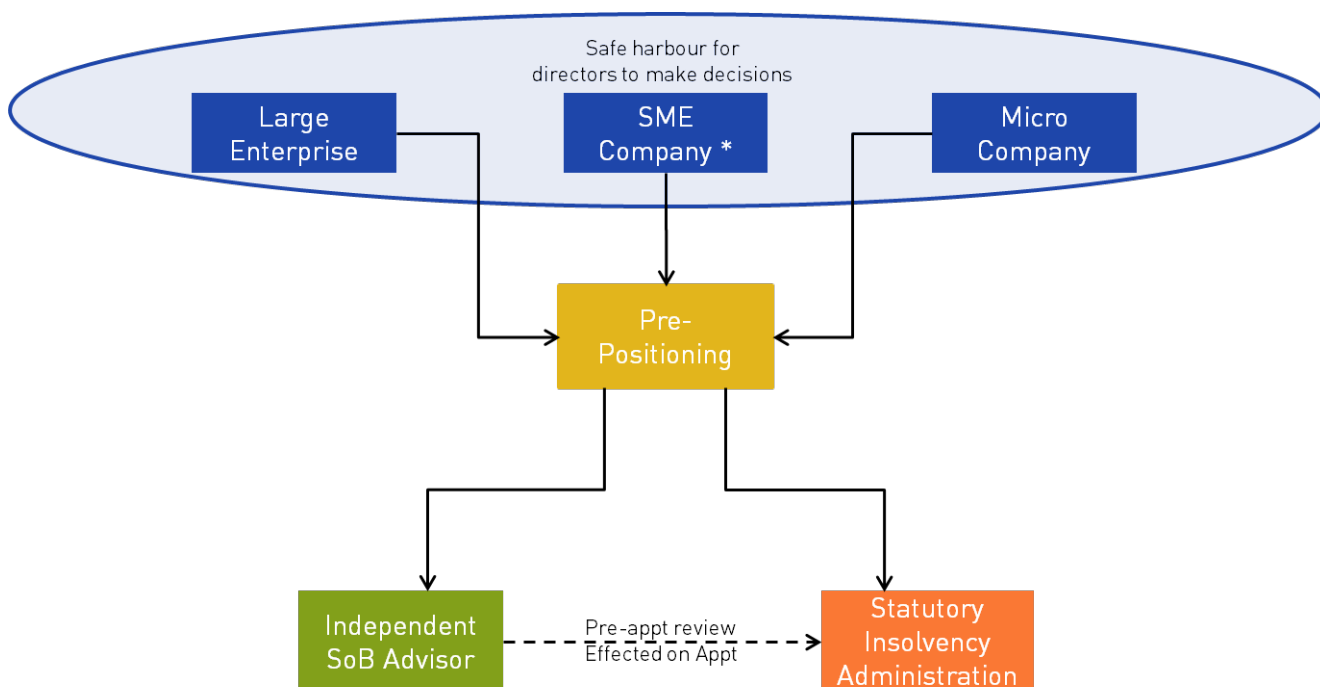 Safe harbour for
directors to make decisions
Large
Enterprise
SME
Company *
Micro
Company
Pre-
Positioning
Independent
SoB Advisor
Pre-appt review
Effected on Appt
Statutory
Insolvency
Administration